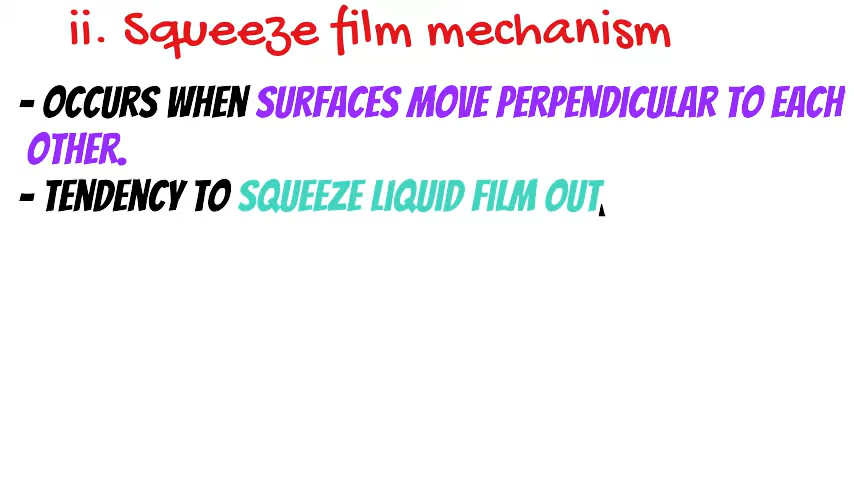 ii. Squeeze film mechanism
- OCCURS WHEN SURFACES MOVE PERPENDICULAR TO EACH
OTHER.
- TENDENCY TO SQUEEZE LIQUID FILM OUT